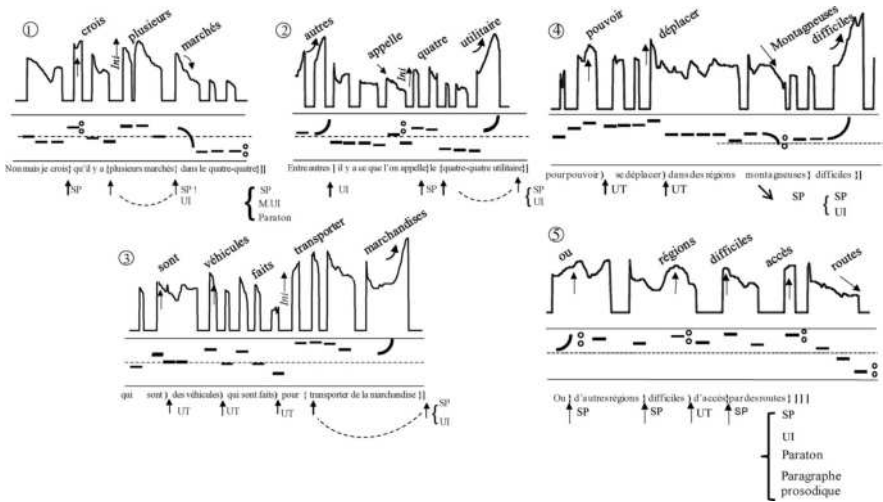 ①
crois
Ini
plusieurs
marchés
Non mais je crois} qu'il y a {plusieurs marchés} dans le quatre-quatre}]]
SP
SP !
UI
SP
M.UI
Paraton
②
autres
appelle
Ini
quatre
utilitaire
Entre autres ] il y a ce que l'on appelle} le {quatre-quatre utilitaire}]
UI
SP
SP
UI
③
sont
véhicules
faits
Ini
transporter
marchandises
qui sont ) des véhicules) qui sont faits) pour { transporter de la marchandise }]
UT
UT
UT
SP
UI
④
pouvoir
déplacer
Montagneuses
difficiles
pour pouvoir ) se déplacer ) dans des régions montagneuses } difficiles }]
UT
UT
SP
SP
UI
⑤
ou
régions
difficiles
accès
routes
Ou } d'autres régions } difficiles ) d'accès} par des routes } ] ] ]
SP
SP
UT
SP
SP
UI
Paraton
Paragraphe
prosodique